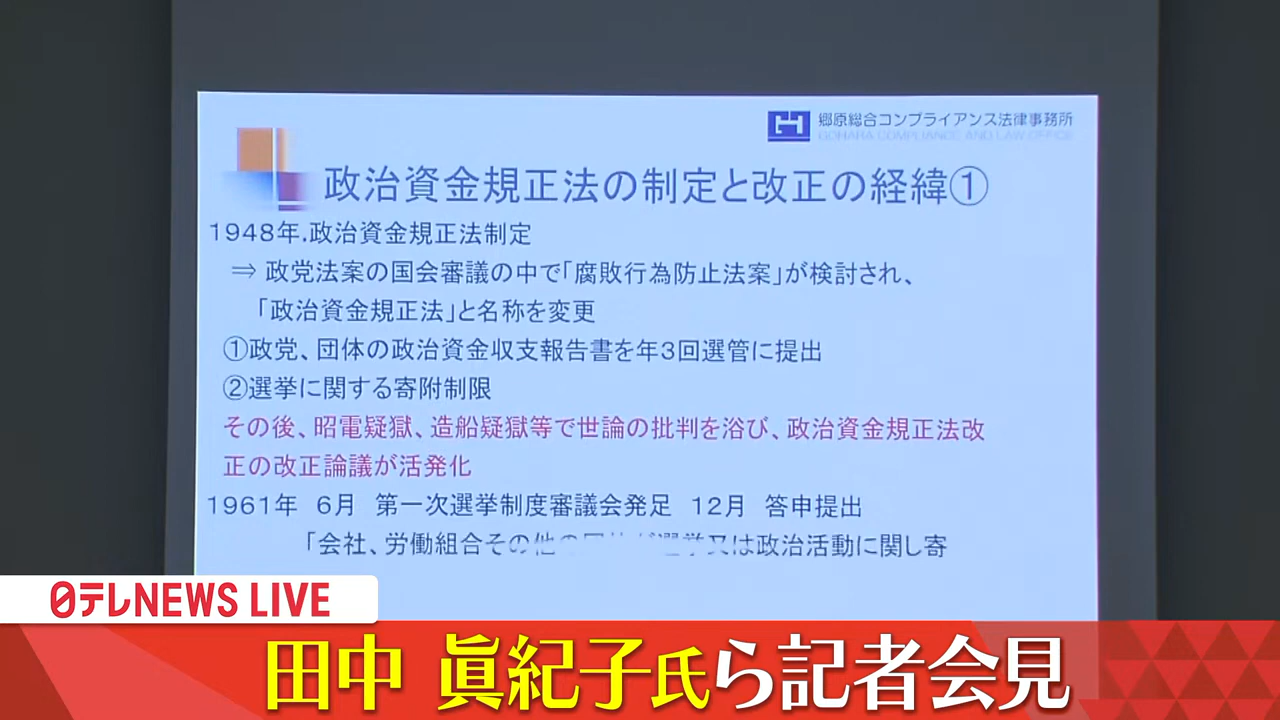 郷原総合コンプライアンス法律事務所
GOHARA COMPLIANCE AND LAW OFFICE
政治資金規正法の制定と改正の経緯①
1948年.政治資金規正法制定
⇒ 政党法案の国会審議の中で「腐敗行為防止法案」が検討され、
「政治資金規正法」と名称を変更
①政党、団体の政治資金収支報告書を年3回選管に提出
②選挙に関する寄附制限
その後、昭電疑獄、造船疑獄等で世論の批判を浴び、政治資金規正法改
正の改正論議が活発化
1961年 6月 第一次選挙制度審議会発足 12月 答申提出
「会社、労働組合その他の団体が選挙又は政治活動に関し寄
日テレNEWS LIVE
田中 眞紀子氏ら記者会見